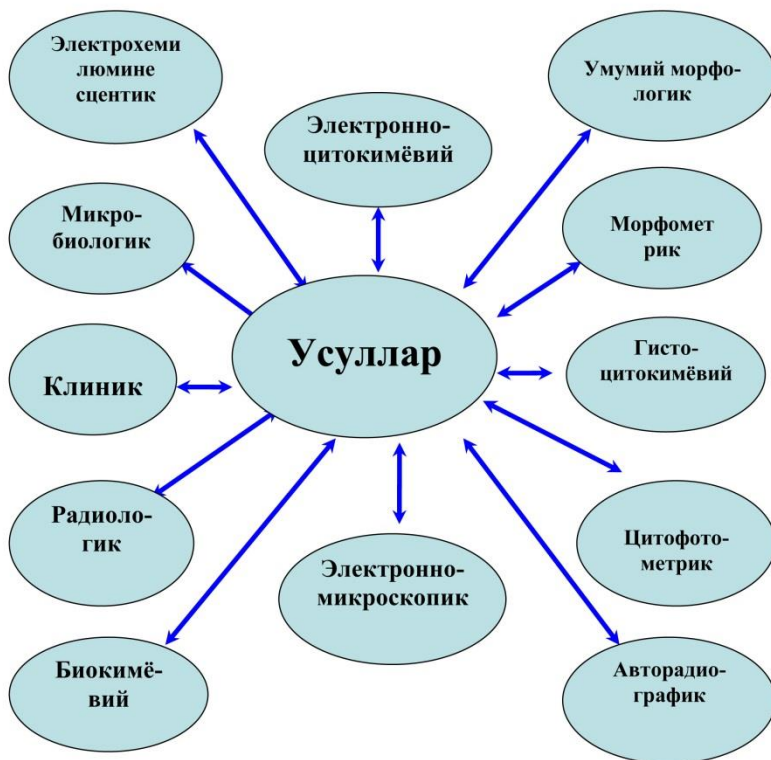 Электрохеми
люмине
сцентик
Электронно-
цитокимёвий
Умумий морфо-
логик
Микро-
биологик
Морфомет
рик
Усуллар
Клиник
Гисто-
цитокимёвий
Радиоло-
гик
Электронно-
микроскопик
Цитофото-
метрик
Биокимё-
вий
Авторадио-
график